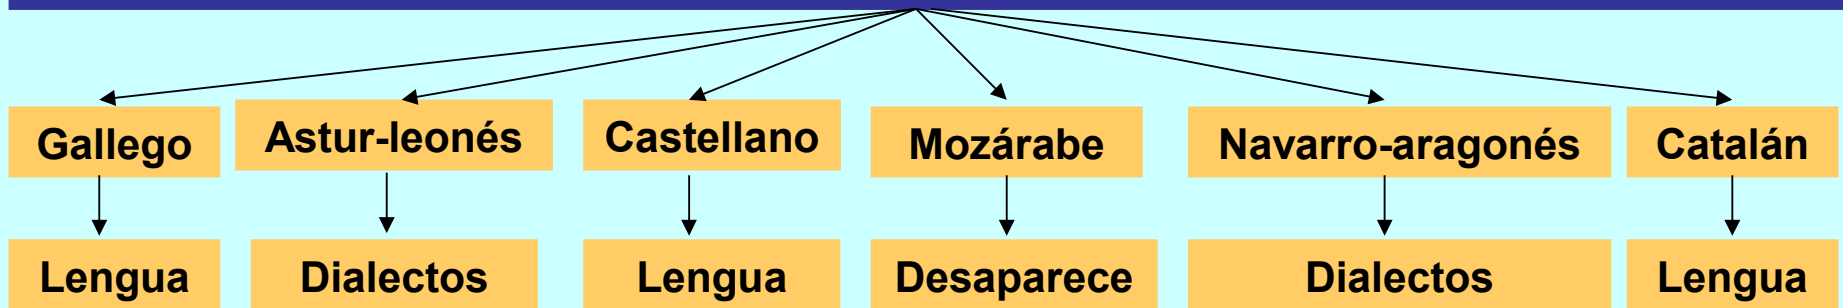 Gallego Astur-leonés Castellano Mozárabe Navarro-aragonés Catalán
Lengua Dialectos Lengua Desaparece Dialectos Lengua